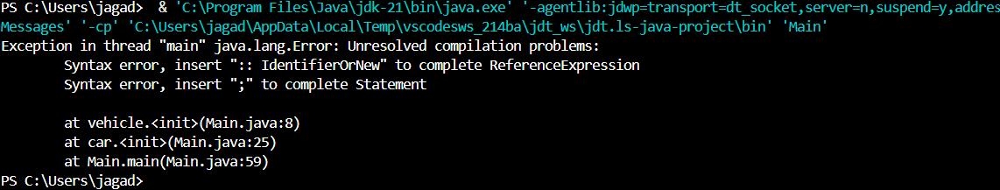 PS C:\Users\jagad>  & 'C:\Program Files\Java\jdk-21\bin\java.exe' '-agentlib:jdwp=transport=dt_socket,server=n,suspend=y,addres
Messages' '-cp' 'C:\Users\jagad\AppData\Local\Temp\vscodesws_214ba\jdt_ws\jdt.ls-java-project\bin' 'Main'
Exception in thread "main" java.lang.Error: Unresolved compilation problems:
        Syntax error, insert ":: IdentifierOrNew" to complete ReferenceExpression
        Syntax error, insert ";" to complete Statement

        at vehicle.<init>(Main.java:8)
        at car.<init>(Main.java:25)
        at Main.main(Main.java:59)
PS C:\Users\jagad>